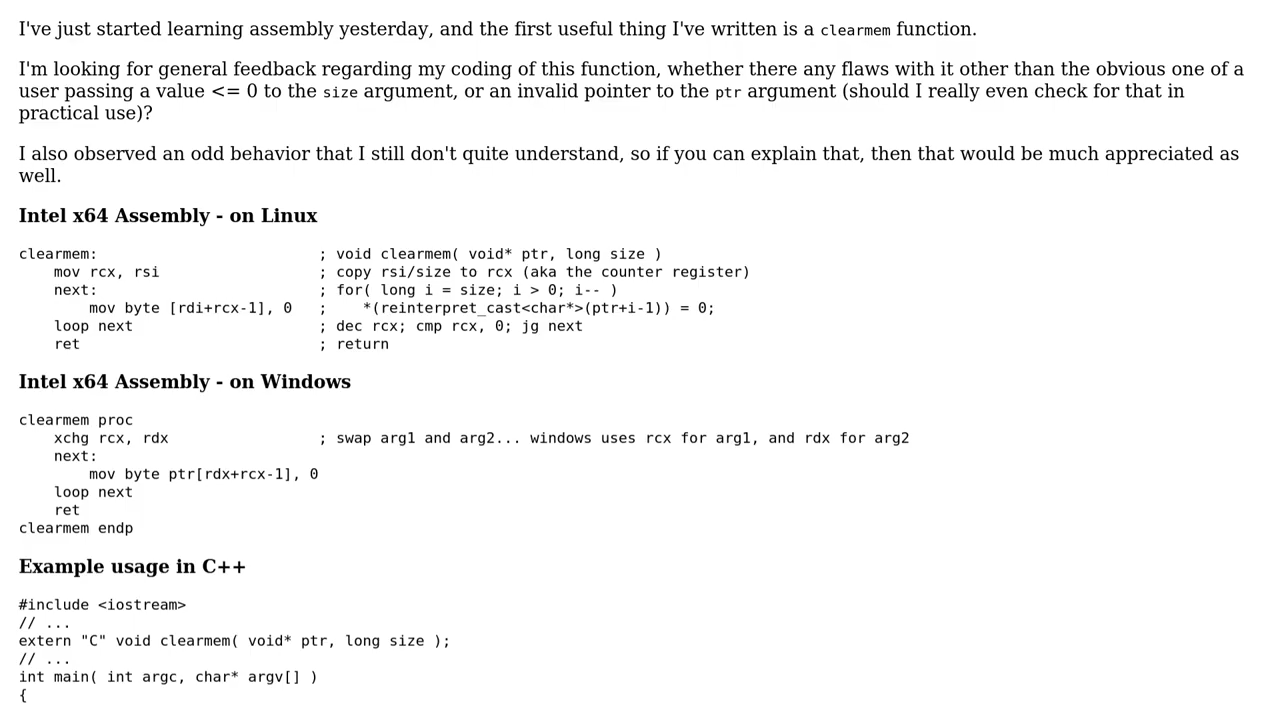 I've just started learning assembly yesterday, and the first useful thing I've written is a clearmem function.
I'm looking for general feedback regarding my coding of this function, whether there any flaws with it other than the obvious one of a
user passing a value <= 0 to the size argument, or an invalid pointer to the ptr argument (should I really even check for that in
practical use)?
I also observed an odd behavior that I still don't quite understand, so if you can explain that, then that would be much appreciated as
well.
Intel x64 Assembly - on Linux
clearmem:                         ; void clearmem( void* ptr, long size )
    mov rcx, rsi                  ; copy rsi/size to rcx (aka the counter register)
    next:                         ; for( long i = size; i > 0; i-- )
        mov byte [rdi+rcx-1], 0   ;    *(reinterpret_cast<char*>(ptr+i-1)) = 0;
    loop next                     ; dec rcx; cmp rcx, 0; jg next
    ret                           ; return
Intel x64 Assembly - on Windows
clearmem proc
    xchg rcx, rdx                 ; swap arg1 and arg2... windows uses rcx for arg1, and rdx for arg2
    next:
        mov byte ptr[rdx+rcx-1], 0
    loop next
    ret
clearmem endp
Example usage in C++
#include <iostream>
// ...
extern "C" void clearmem( void* ptr, long size );
// ...
int main( int argc, char* argv[] )
{